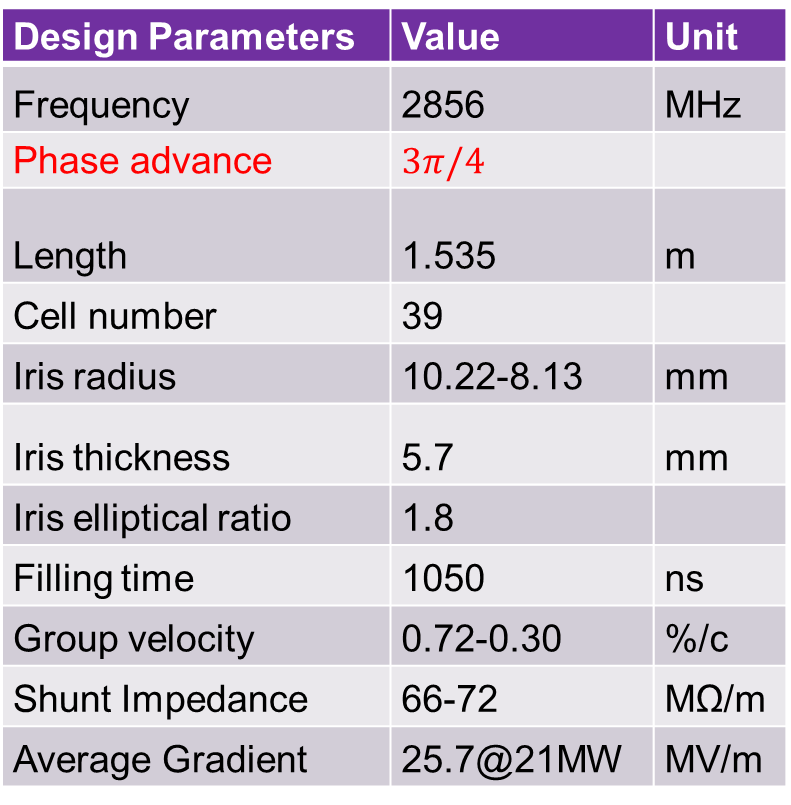 Design Parameters Value Unit
Frequency 2856 MHz
Phase advance 3π/4
Length 1.535 m
Cell number 39
Iris radius 10.22-8.13 mm
Iris thickness 5.7 mm
Iris elliptical ratio 1.8
Filling time 1050 ns
Group velocity 0.72-0.30 %/c
Shunt Impedance 66-72 MΩ/m
Average Gradient 25.7@21MW MV/m